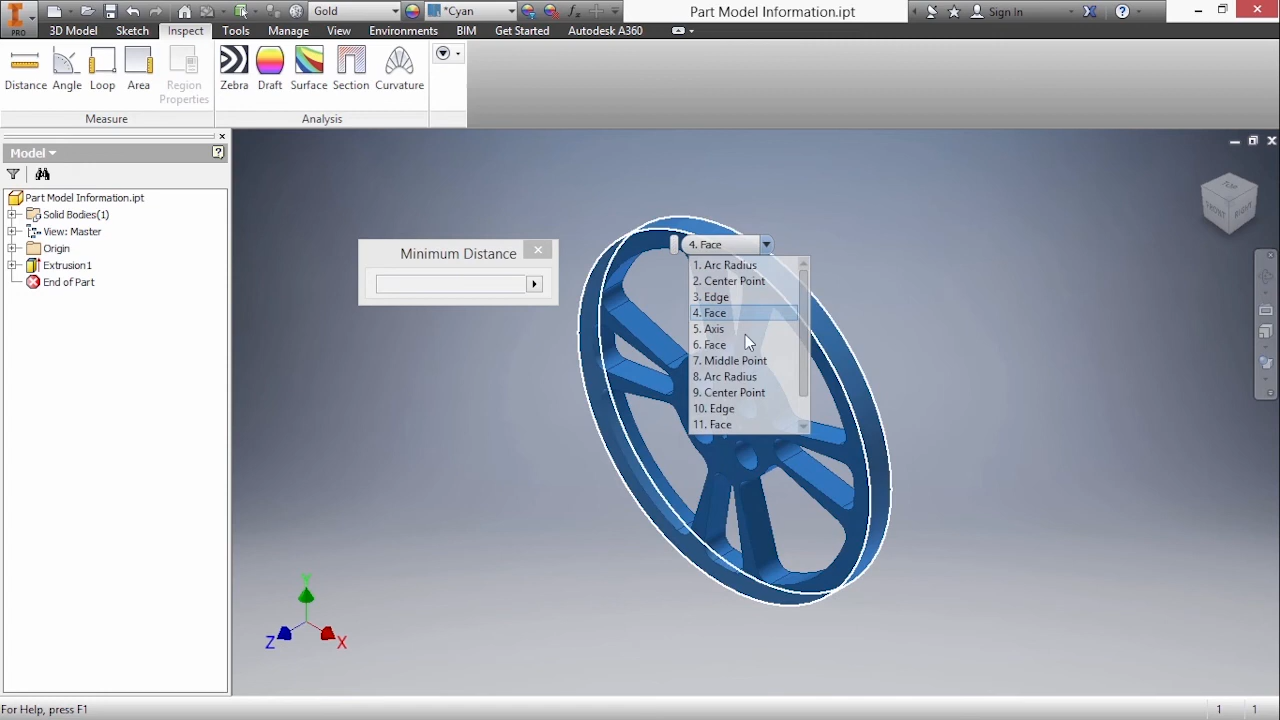 Gold
*Cyan
Part Model Information.ipt
Sign In
PRO
3D Model
Sketch
Inspect
Tools
Manage
View
Environments
BIM
Get Started
Autodesk A360
Distance
Angle
Loop
Area
Region
Properties
Zebra
Draft
Surface
Section
Curvature
Measure
Analysis
Model
Part Model Information.ipt
Solid Bodies(1)
View: Master
Origin
Extrusion1
End of Part
Minimum Distance
4. Face
1. Arc Radius
2. Center Point
3. Edge
4. Face
5. Axis
6. Face
7. Middle Point
8. Arc Radius
9. Center Point
10. Edge
11. Face
TOP
FRONT
RIGHT
Y
Z
X
For Help, press F1
1
1